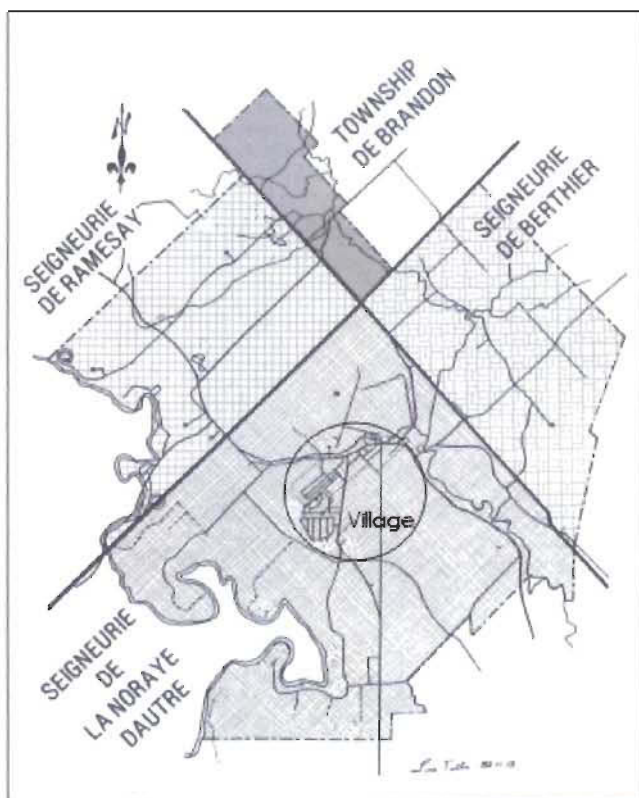 TOWNSHIP
DE BRANDON
SEIGNEURIE
DE BERTHIER
N
SEIGNEURIE
DE RAMESAY
Village
SEIGNEURIE
DE
LA NORAYE
DAUTRE